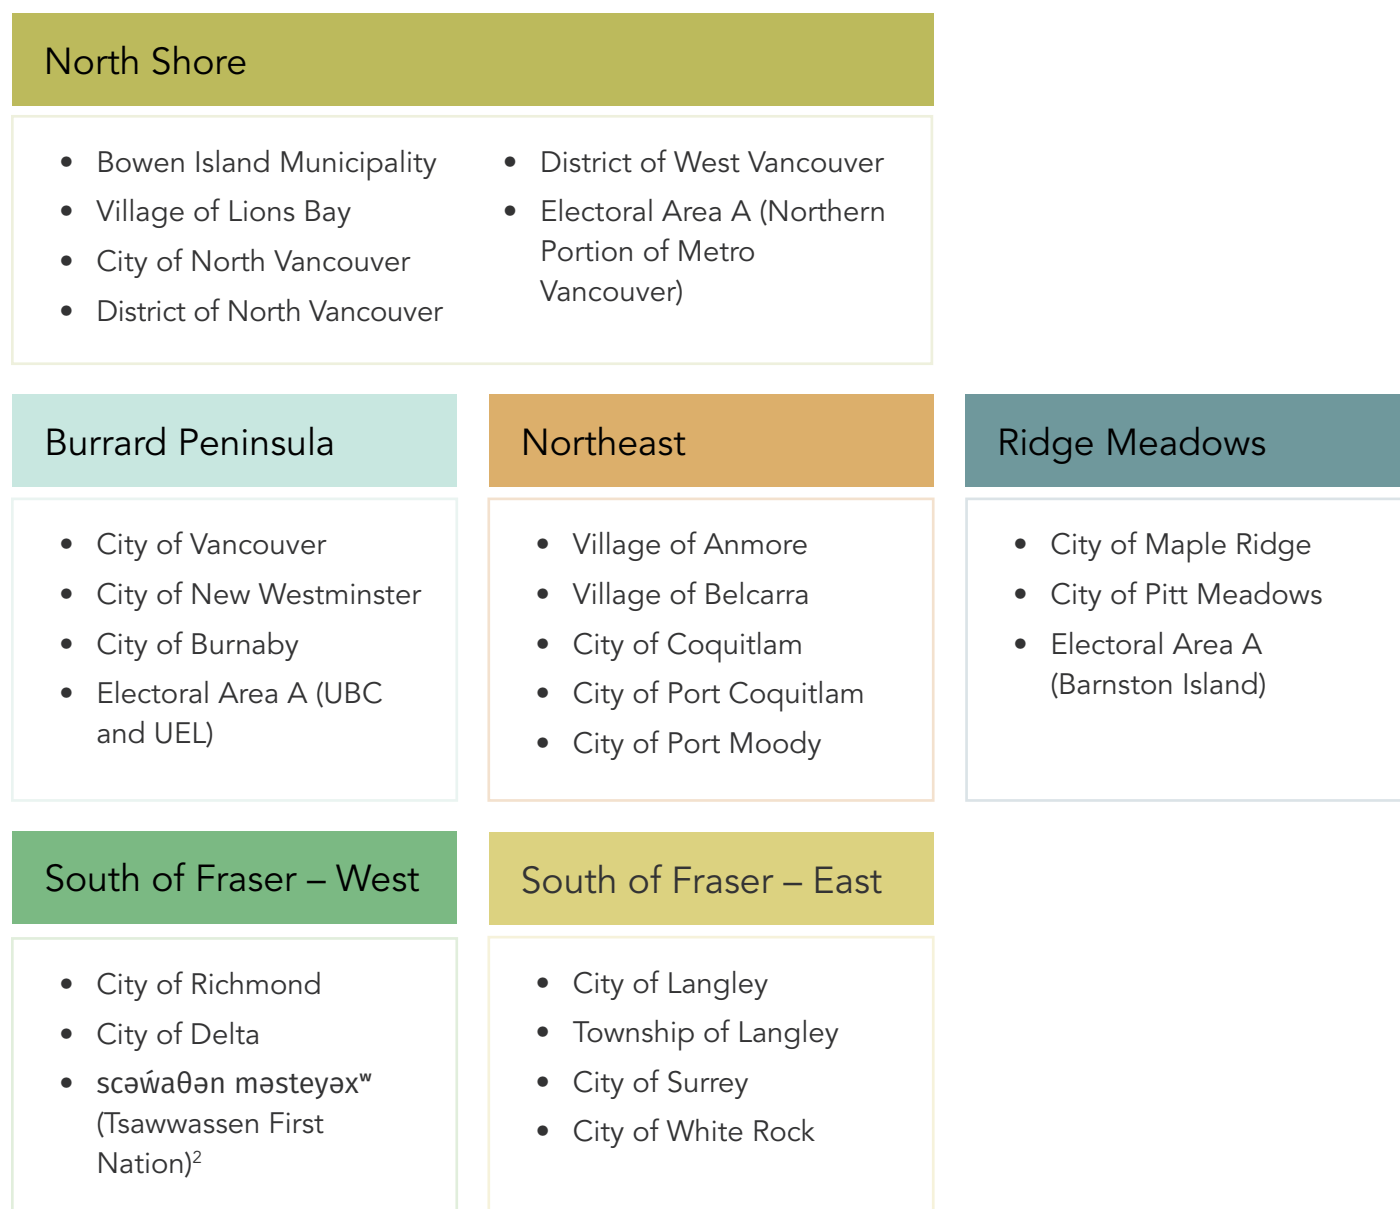 North Shore
• Bowen Island Municipality
• Village of Lions Bay
• City of North Vancouver
• District of North Vancouver
• District of West Vancouver
• Electoral Area A (Northern
Portion of Metro
Vancouver)
Burrard Peninsula
• City of Vancouver
• City of New Westminster
• City of Burnaby
• Electoral Area A (UBC
and UEL)
Northeast
• Village of Anmore
• Village of Belcarra
• City of Coquitlam
• City of Port Coquitlam
• City of Port Moody
Ridge Meadows
• City of Maple Ridge
• City of Pitt Meadows
• Electoral Area A
(Barnston Island)
South of Fraser – West
• City of Richmond
• City of Delta
• scəẃaθən məsteyəxʷ
(Tsawwassen First
Nation)²
South of Fraser – East
• City of Langley
• Township of Langley
• City of Surrey
• City of White Rock